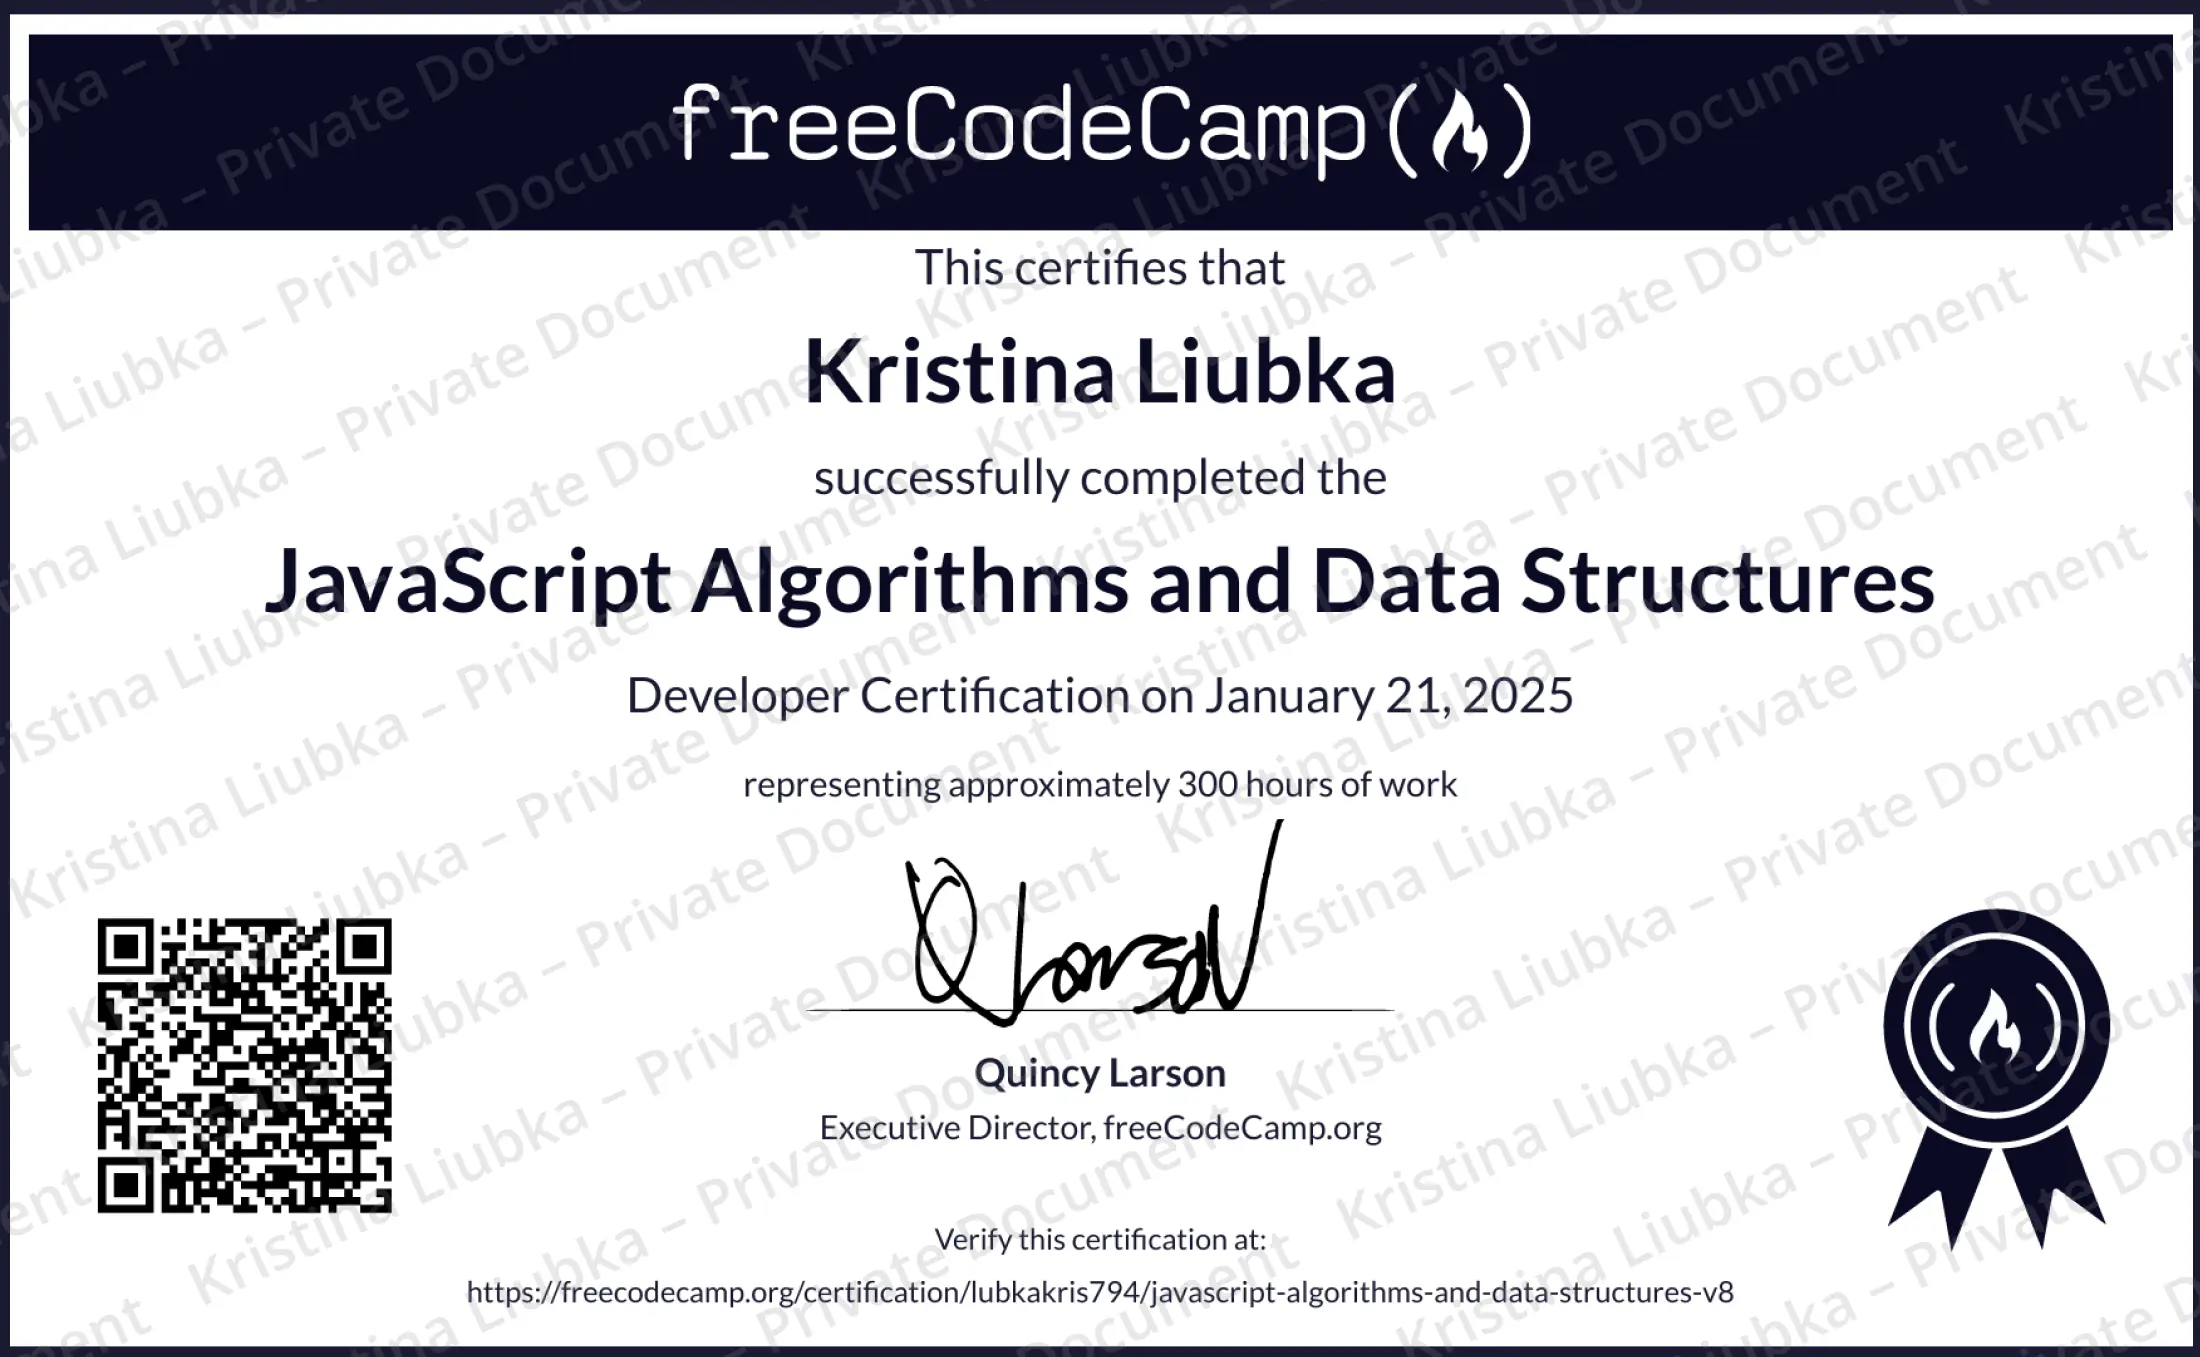 freeCodeCamp(🔥)
This certifies that
Kristina Liubka
successfully completed the
JavaScript Algorithms and Data Structures
Developer Certification on January 21, 2025
representing approximately 300 hours of work
QLarson
Quincy Larson
Executive Director, freeCodeCamp.org
Verify this certification at:
https://freecodecamp.org/certification/lubkakris794/javascript-algorithms-and-data-structures-v8
Kristina Liubka – Private Document